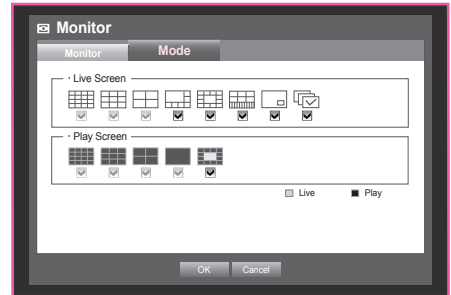 Monitor
Monitor Mode
· Live Screen
· Play Screen
Live Play
OK Cancel